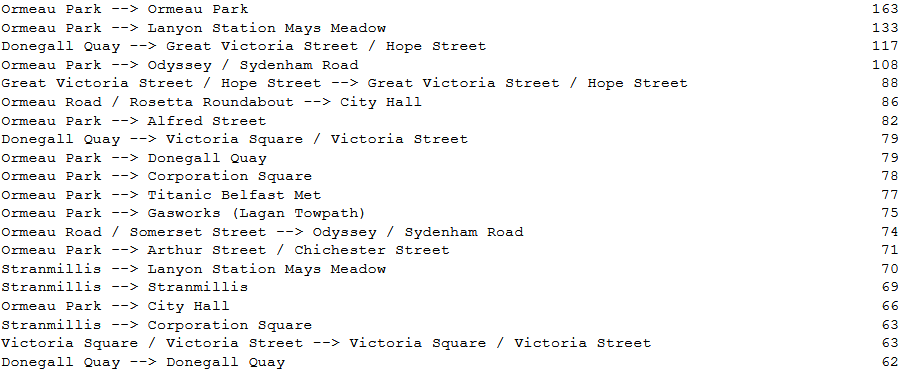 Ormeau Park --> Ormeau Park 163
Ormeau Park --> Lanyon Station Mays Meadow 133
Donegall Quay --> Great Victoria Street / Hope Street 117
Ormeau Park --> Odyssey / Sydenham Road 108
Great Victoria Street / Hope Street --> Great Victoria Street / Hope Street 88
Ormeau Road / Rosetta Roundabout --> City Hall 86
Ormeau Park --> Alfred Street 82
Donegall Quay --> Victoria Square / Victoria Street 79
Ormeau Park --> Donegall Quay 79
Ormeau Park --> Corporation Square 78
Ormeau Park --> Titanic Belfast Met 77
Ormeau Park --> Gasworks (Lagan Towpath) 75
Ormeau Road / Somerset Street --> Odyssey / Sydenham Road 74
Ormeau Park --> Arthur Street / Chichester Street 71
Stranmillis --> Lanyon Station Mays Meadow 70
Stranmillis --> Stranmillis 69
Ormeau Park --> City Hall 66
Stranmillis --> Corporation Square 63
Victoria Square / Victoria Street --> Victoria Square / Victoria Street 63
Donegall Quay --> Donegall Quay 62